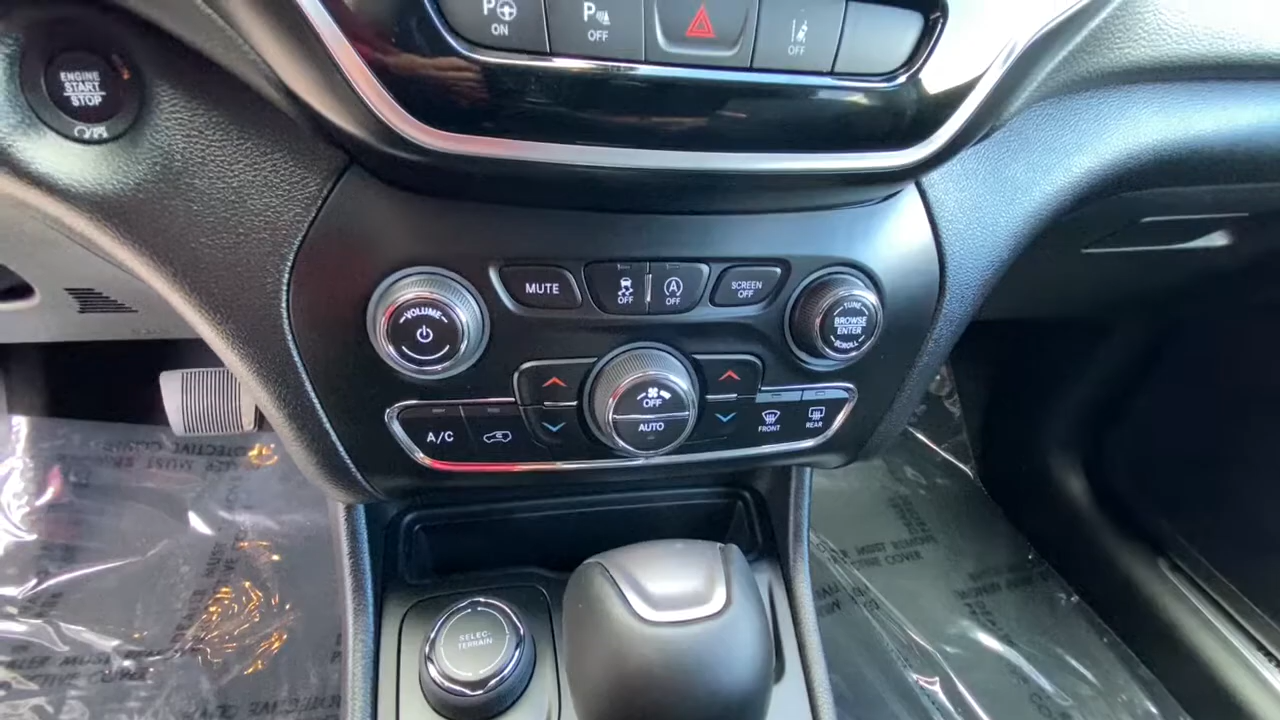 P
ON
P
OFF
OFF
ENGINE
START
STOP
MUTE
OFF
A
OFF
SCREEN
OFF
VOLUME
TUNE
BROWSE
ENTER
SCROLL
OFF
AUTO
A/C
FRONT
REAR
SELEC-
TERRAIN